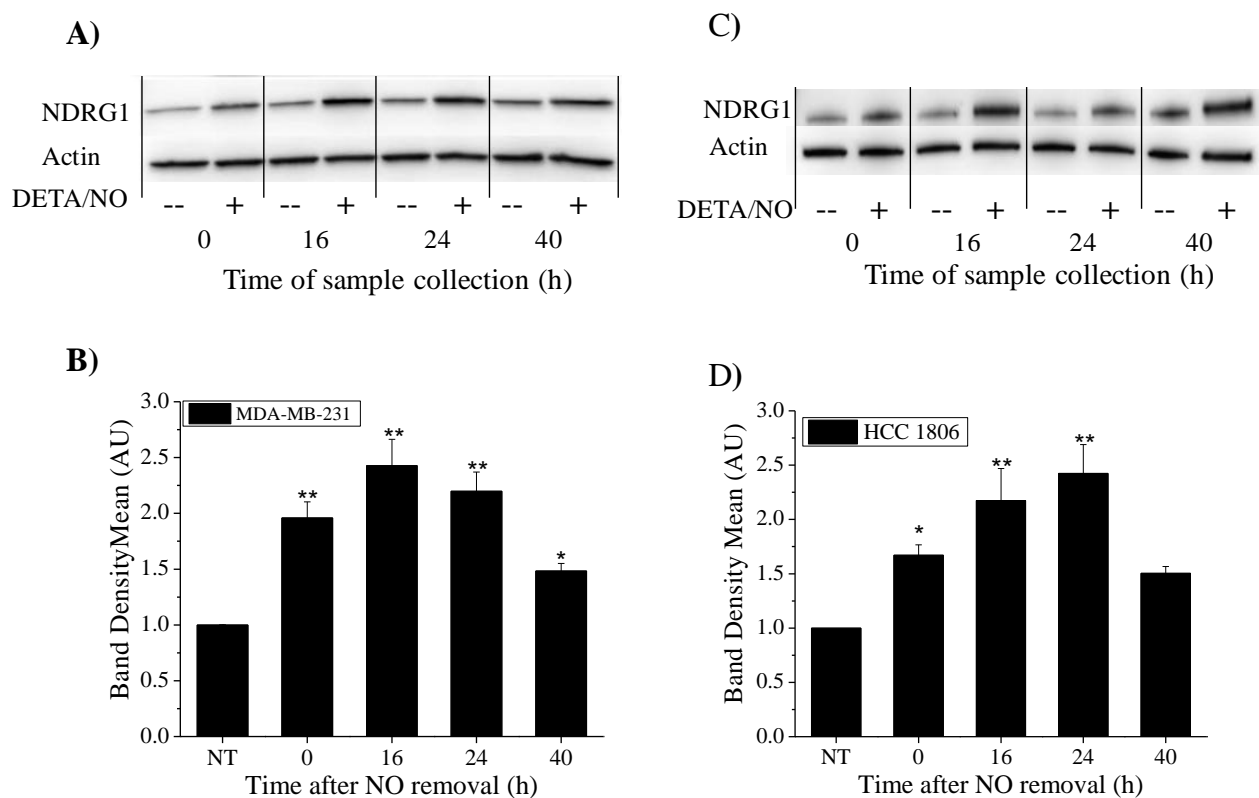 A)
NDRG1
Actin
DETA/NO -- + -- + -- + -- +
0 16 24 40
Time of sample collection (h)
C)
NDRG1
Actin
DETA/NO -- + -- + -- + -- +
0 16 24 40
Time of sample collection (h)
B)
MDA-MB-231
Band DensityMean (AU)
3.0
2.5
2.0
1.5
1.0
0.5
0.0
** ** ** *
NT 0 16 24 40
Time after NO removal (h)
D)
HCC 1806
Band Density Mean (AU)
3.0
2.5
2.0
1.5
1.0
0.5
0.0
* ** **
NT 0 16 24 40
Time after NO removal (h)